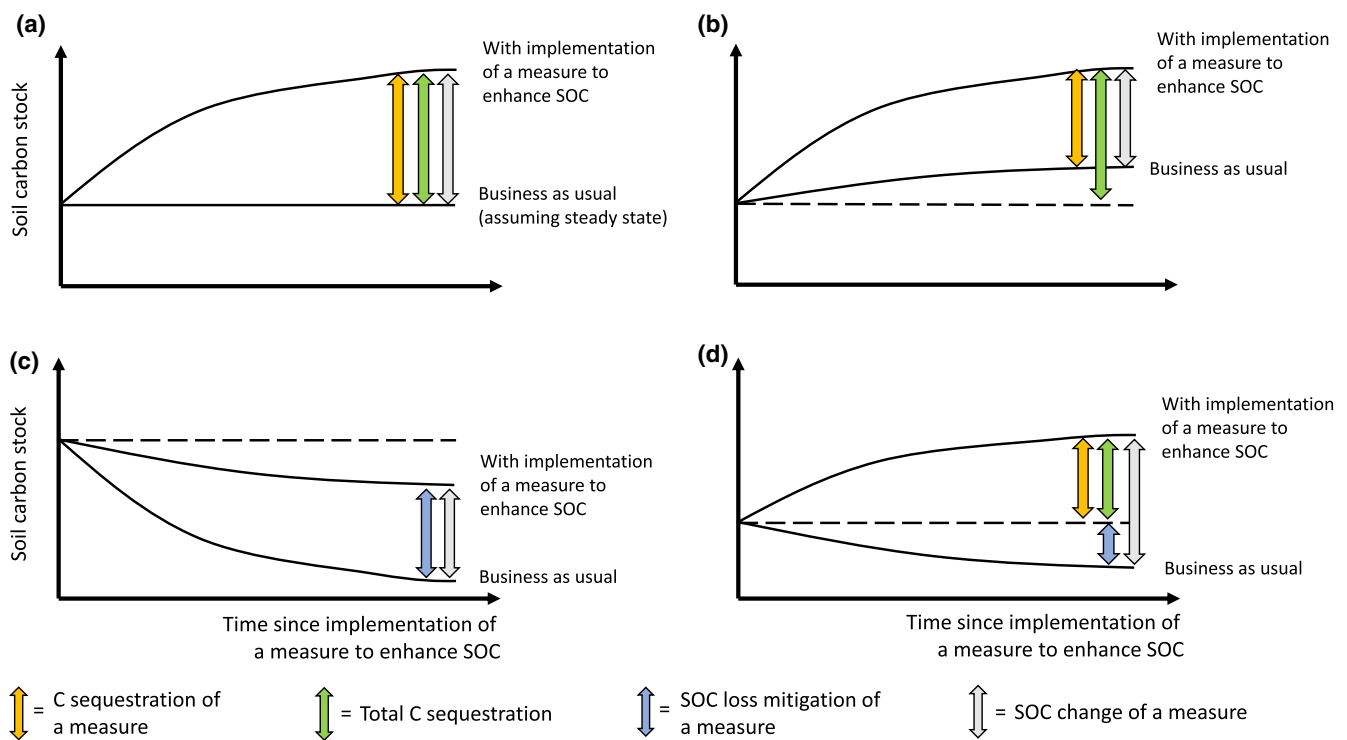 (a)
Soil carbon stock
With implementation
of a measure to
enhance SOC
Business as usual
(assuming steady state)
(b)
With implementation
of a measure to
enhance SOC
Business as usual
(c)
Soil carbon stock
With implementation
of a measure to
enhance SOC
Business as usual
Time since implementation of
a measure to enhance SOC
(d)
With implementation
of a measure to
enhance SOC
Business as usual
Time since implementation of
a measure to enhance SOC
= C sequestration of
a measure
= Total C sequestration
= SOC loss mitigation of
a measure
= SOC change of a measure